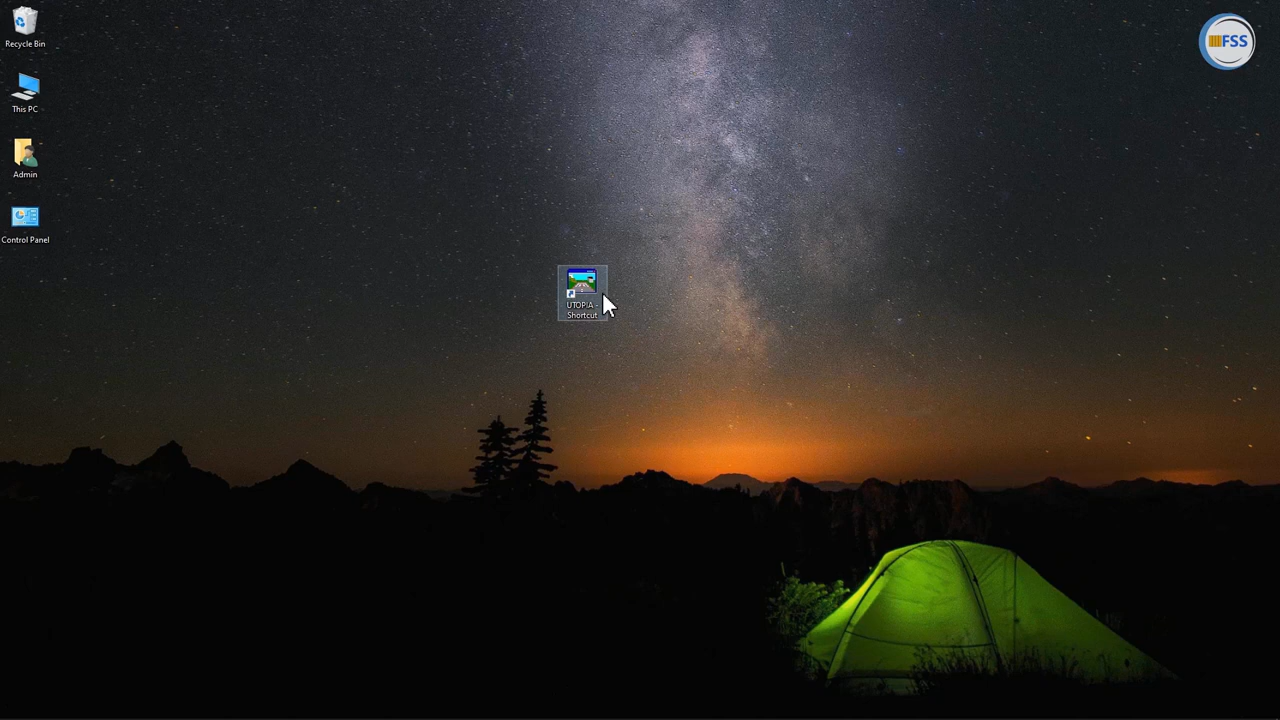 Recycle Bin
This PC
Admin
Control Panel
UTOPIA -
Shortcut
FSS